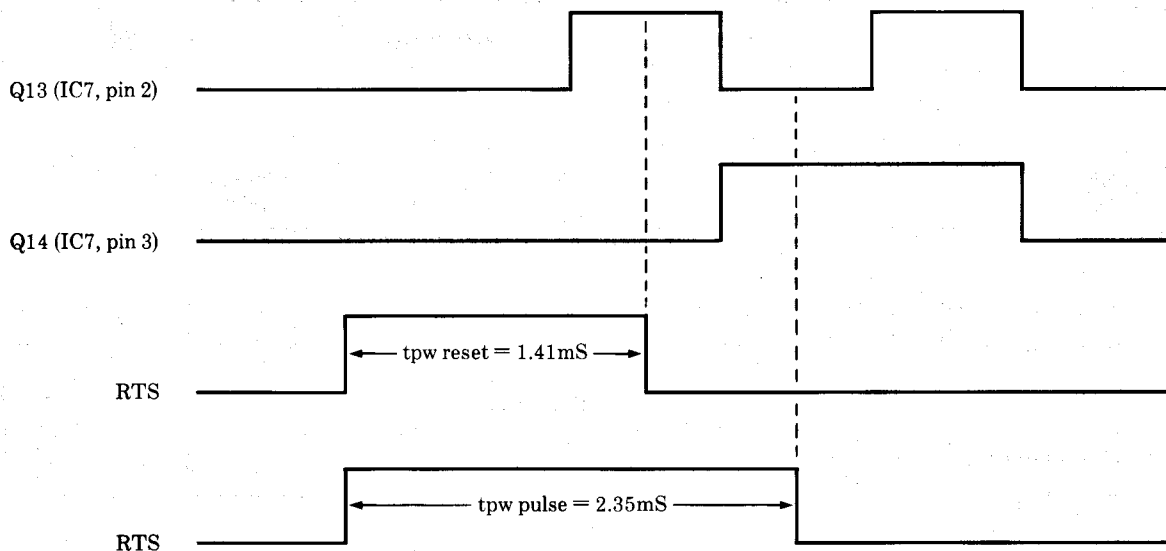 Q13 (IC7, pin 2)
Q14 (IC7, pin 3)
tpw reset = 1.41mS
RTS
tpw pulse = 2.35mS
RTS